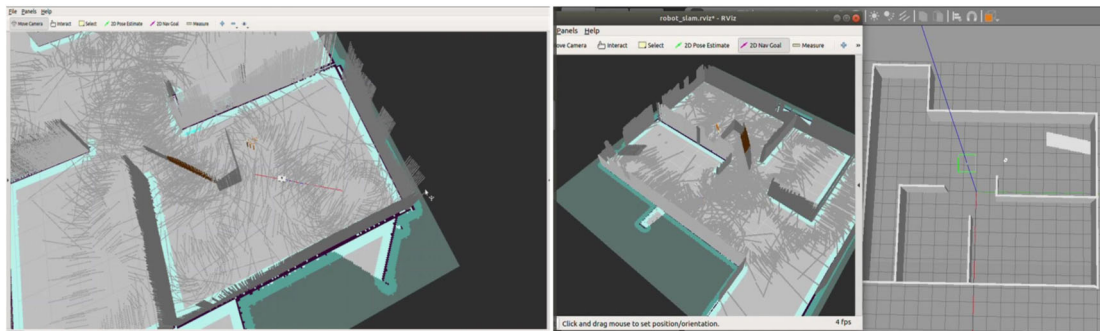 File Panels Help
Move Camera Interact Select 2D Pose Estimate 2D Nav Goal Measure
robot_slam.rviz* - RViz
Panels Help
ove Camera Interact Select 2D Pose Estimate 2D Nav Goal Measure »
Click and drag mouse to set position/orientation.
4 fps